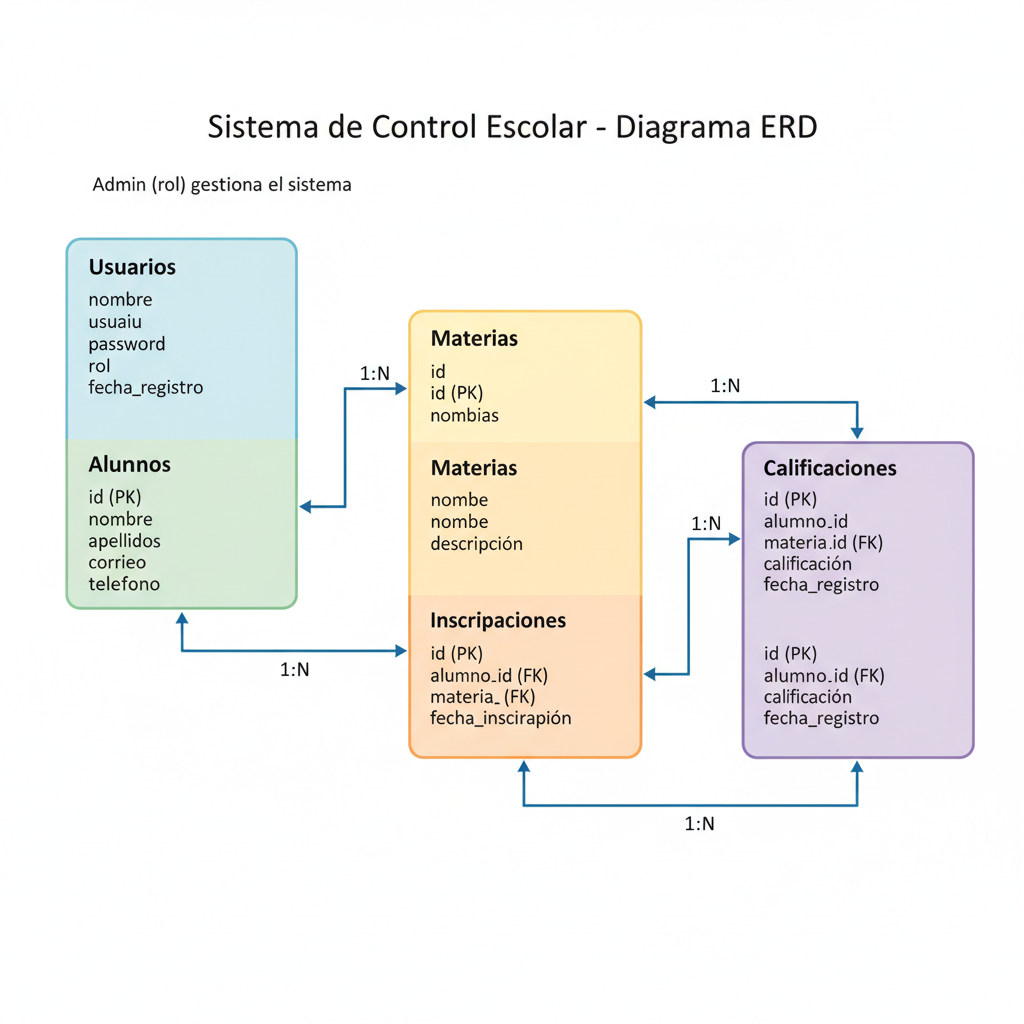 Sistema de Control Escolar - Diagrama ERD
Admin (rol) gestiona el sistema
Usuarios
nombre
usuaiu
password
rol
fecha_registro
Alunnos
id (PK)
nombre
apellidos
corrieo
telefono
1:N
1:N
Materias
id
id (PK)
nombias
Materias
nombe
nombe
descripción
Inscripaciones
id (PK)
alumno_id (FK)
materia_ (FK)
fecha_inscirapión
1:N
1:N
1:N
Calificaciones
id (PK)
alumno_id
materia.id (FK)
calificación
fecha_registro
id (PK)
alumno_id (FK)
calificación
fecha_registro